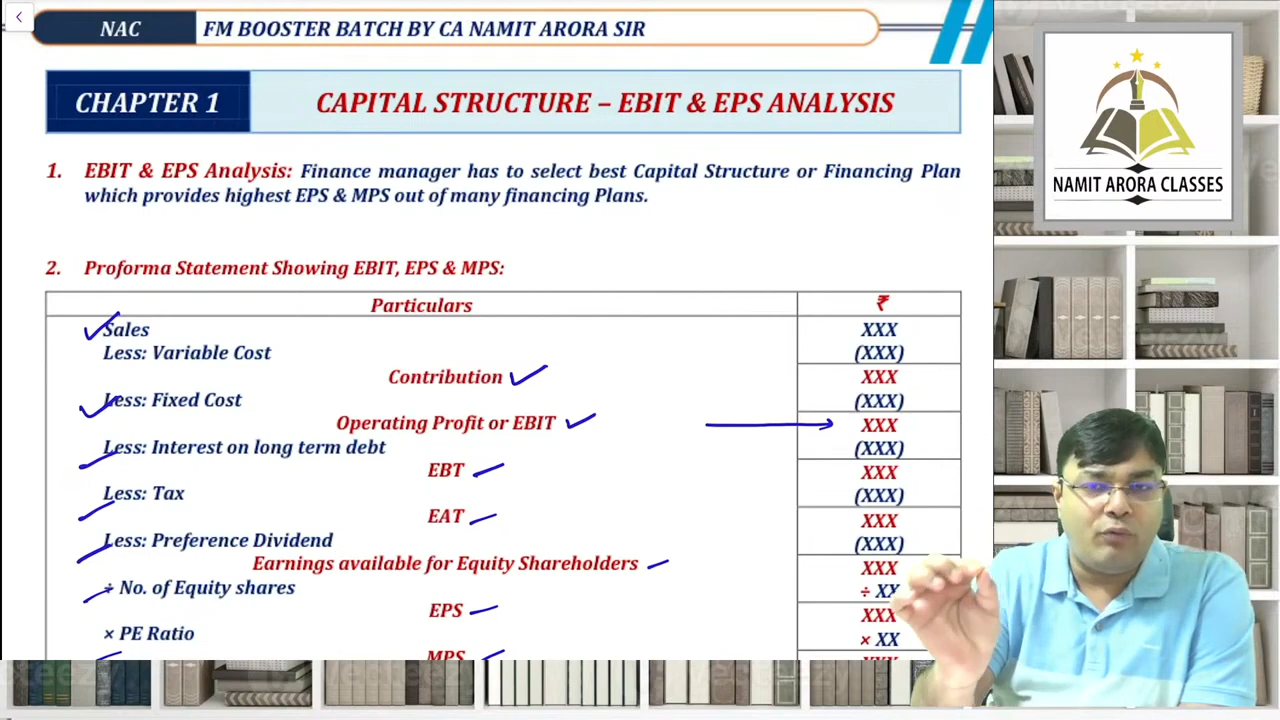 NAC FM BOOSTER BATCH BY CA NAMIT ARORA SIR
CHAPTER 1 CAPITAL STRUCTURE – EBIT & EPS ANALYSIS
1. EBIT & EPS Analysis: Finance manager has to select best Capital Structure or Financing Plan
which provides highest EPS & MPS out of many financing Plans.
2. Proforma Statement Showing EBIT, EPS & MPS:
Particulars ₹
Sales XXX
Less: Variable Cost (XXX)
Contribution XXX
Less: Fixed Cost (XXX)
Operating Profit or EBIT XXX
Less: Interest on long term debt (XXX)
EBT XXX
Less: Tax (XXX)
EAT XXX
Less: Preference Dividend (XXX)
Earnings available for Equity Shareholders XXX
÷ No. of Equity shares ÷ XX
EPS XXX
× PE Ratio × XX
MPS XXX
NAMIT ARORA CLASSES